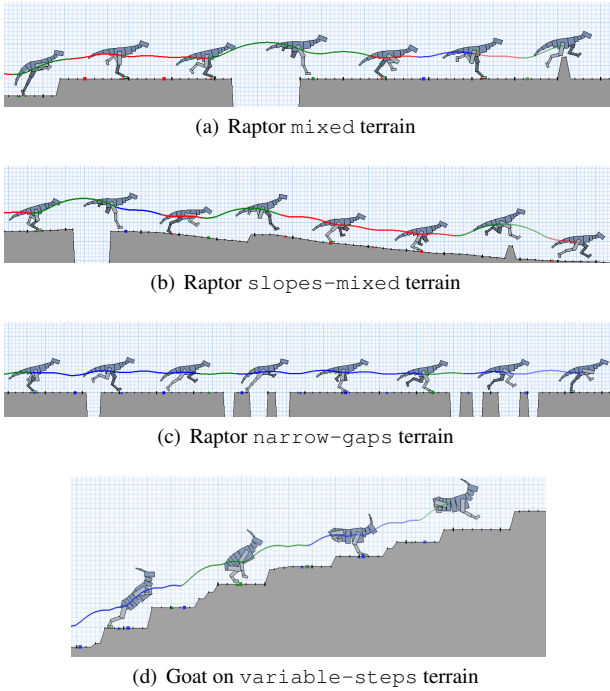 (a) Raptor mixed terrain
(b) Raptor slopes-mixed terrain
(c) Raptor narrow-gaps terrain
(d) Goat on variable-steps terrain